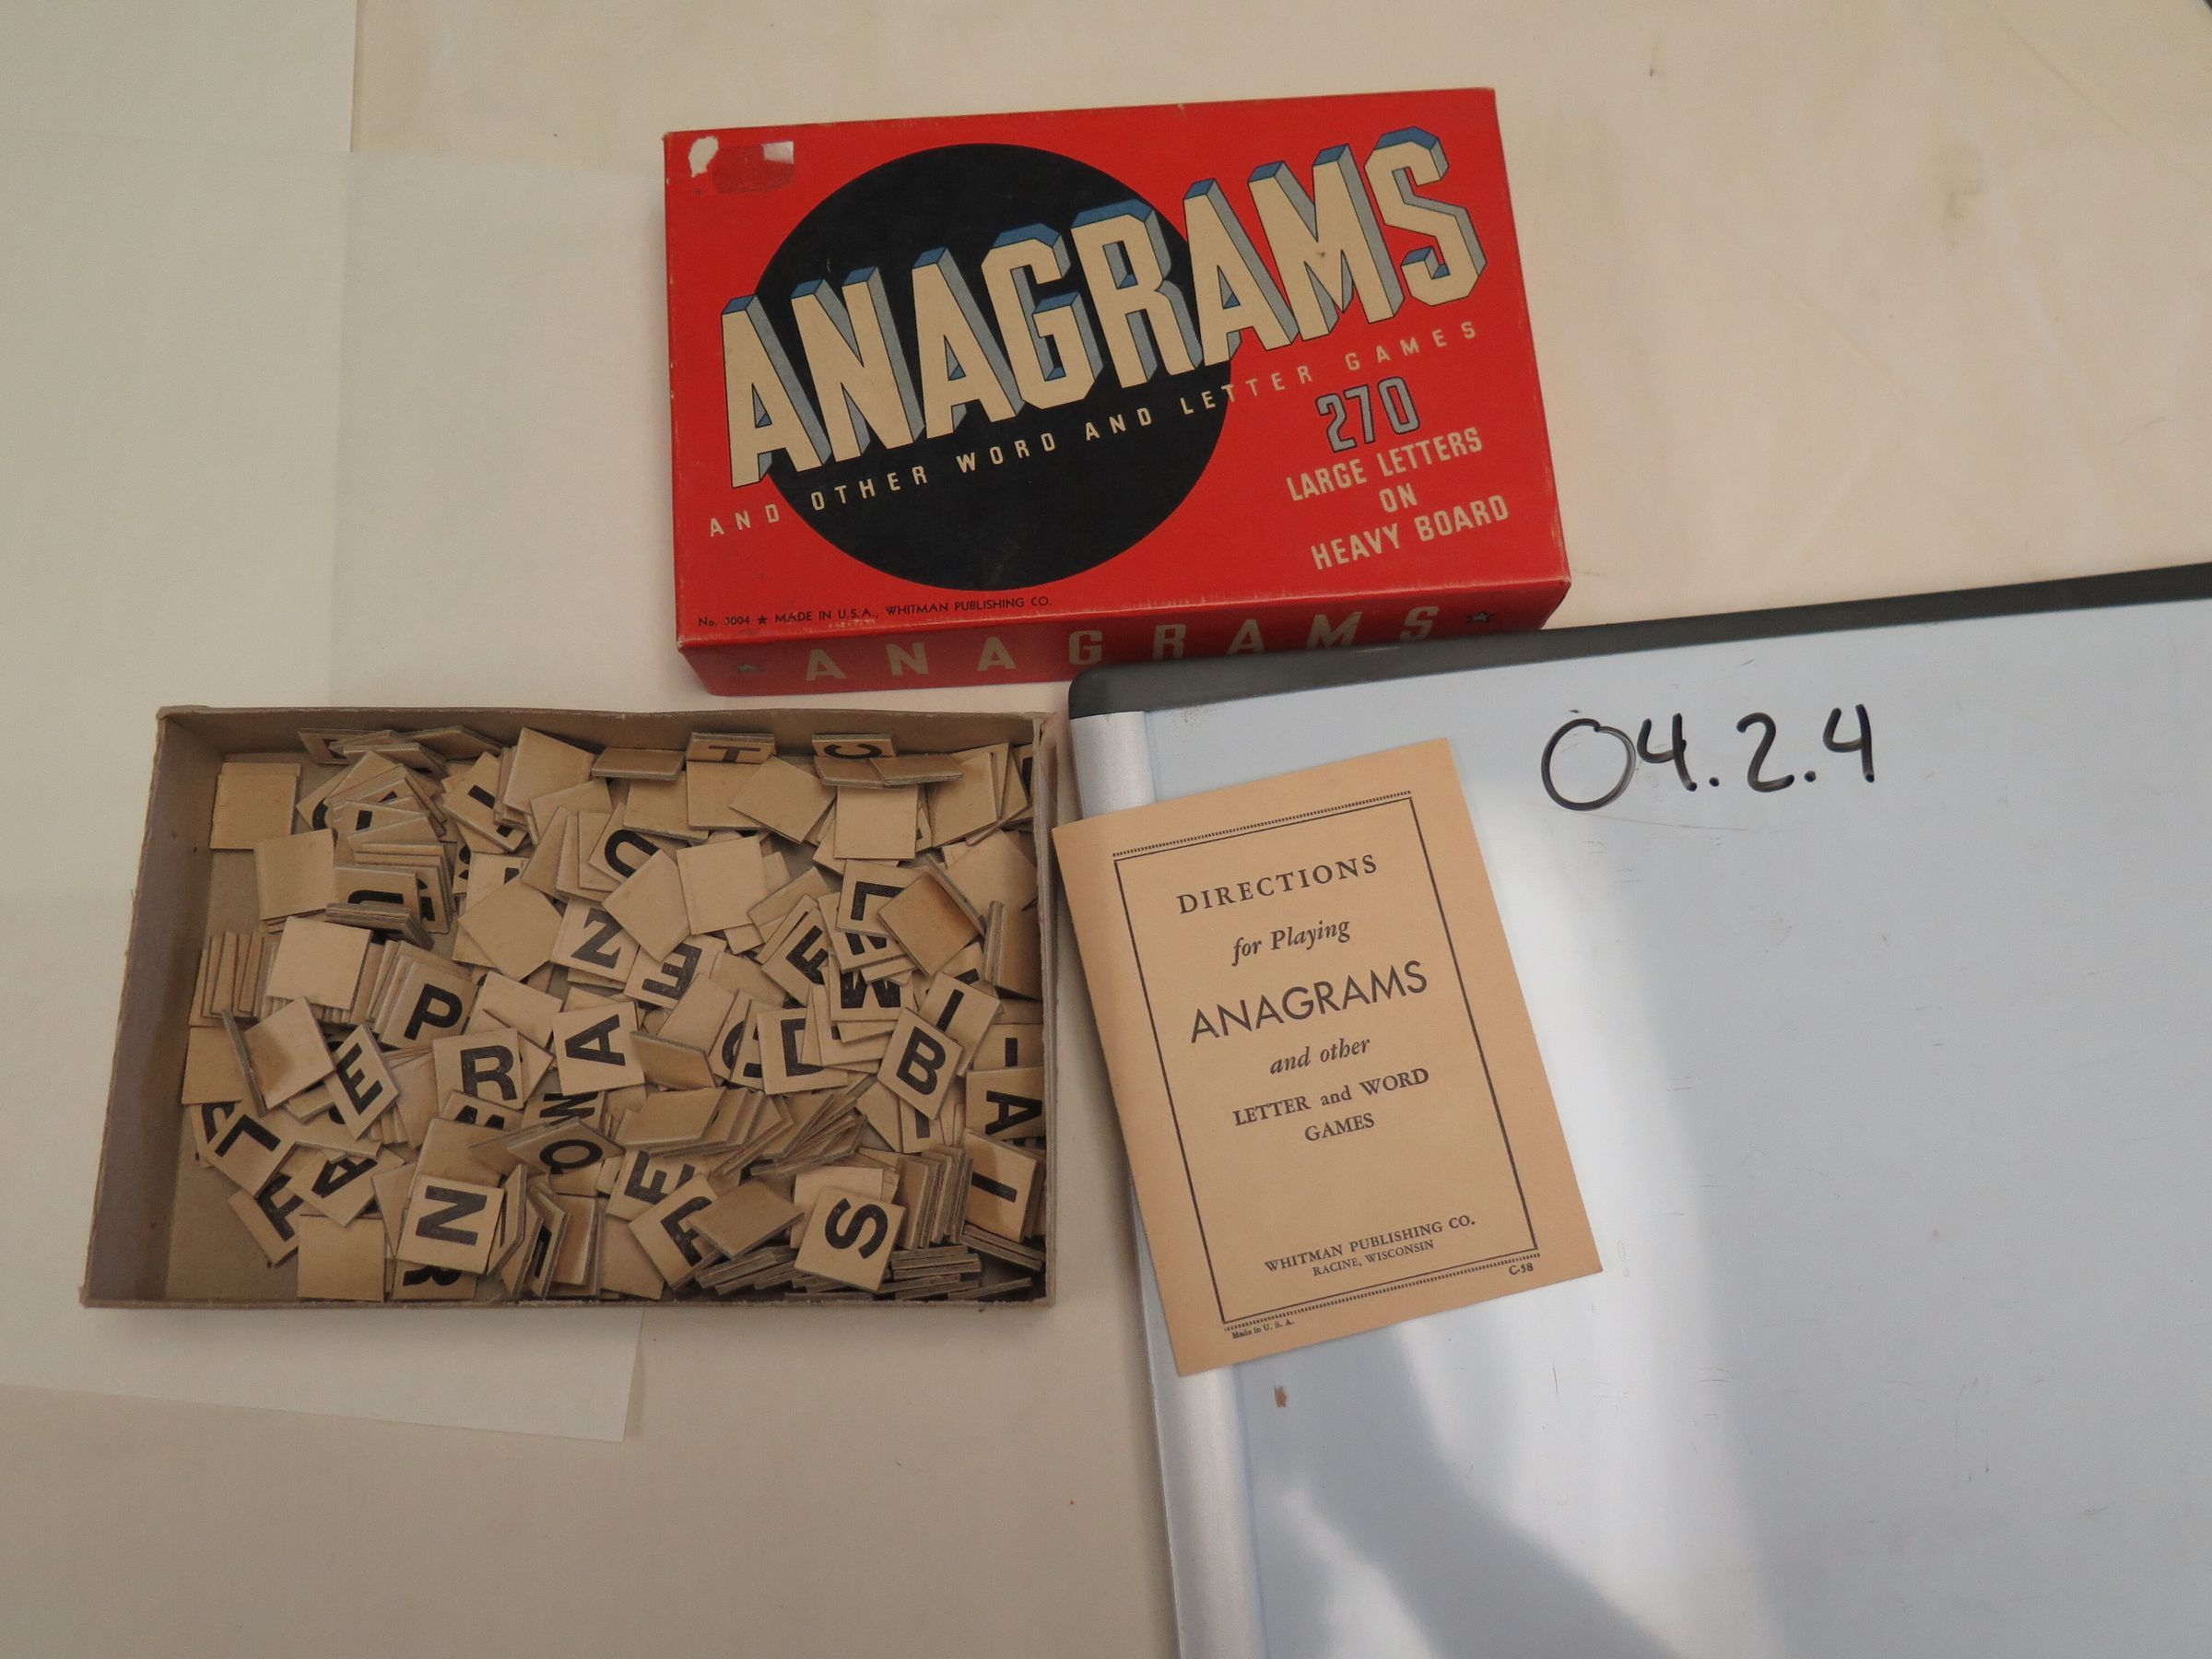 ANAGRAMS
AND OTHER WORD AND LETTER GAMES
270
LARGE LETTERS
ON
HEAVY BOARD
No. 3004 ★ MADE IN U.S.A., WHITMAN PUBLISHING CO.
★ ANAGRAMS ★
04.2.4
DIRECTIONS
for Playing
ANAGRAMS
and other
LETTER and WORD
GAMES
WHITMAN PUBLISHING CO.
RACINE, WISCONSIN
C-58
Made in U. S. A.
H
C
U
L
N
E
F
W
P
I
B
E
R
A
D
A
M
O
L
A
E
N
S
I